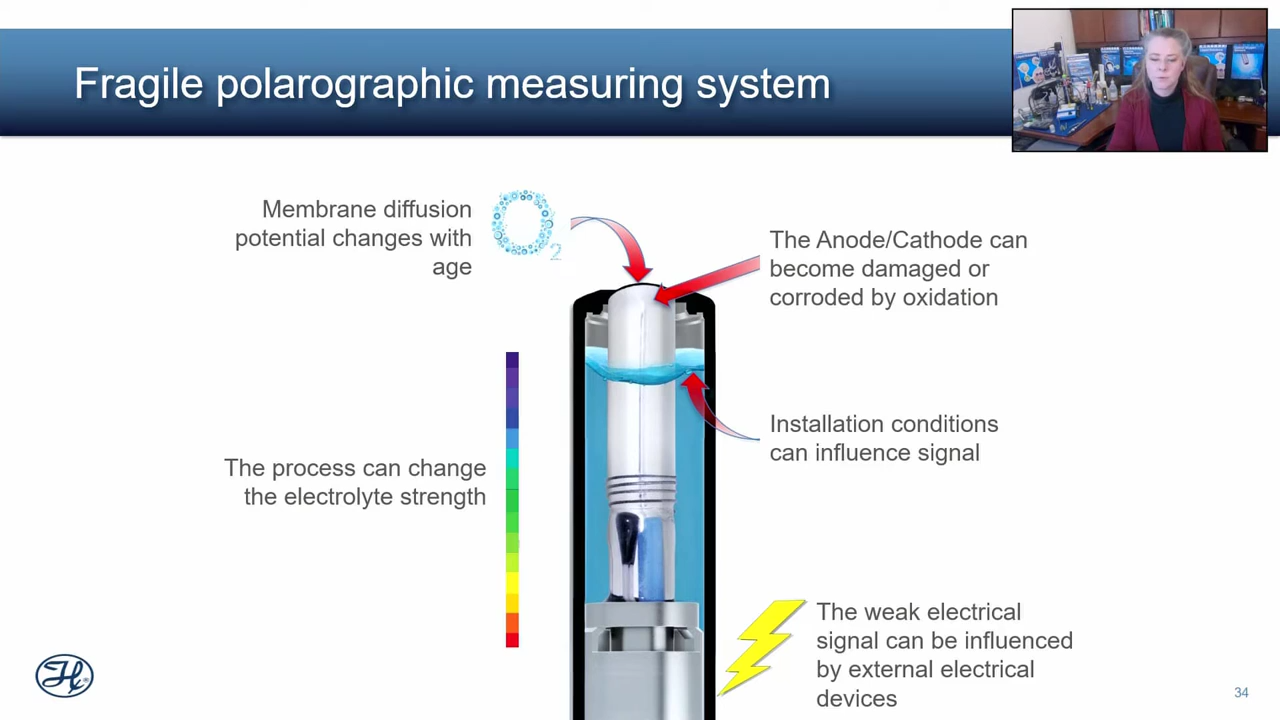 Fragile polarographic measuring system
Membrane diffusion
potential changes with
age
O2
The Anode/Cathode can
become damaged or
corroded by oxidation
Installation conditions
can influence signal
The process can change
the electrolyte strength
The weak electrical
signal can be influenced
by external electrical
devices
H
34